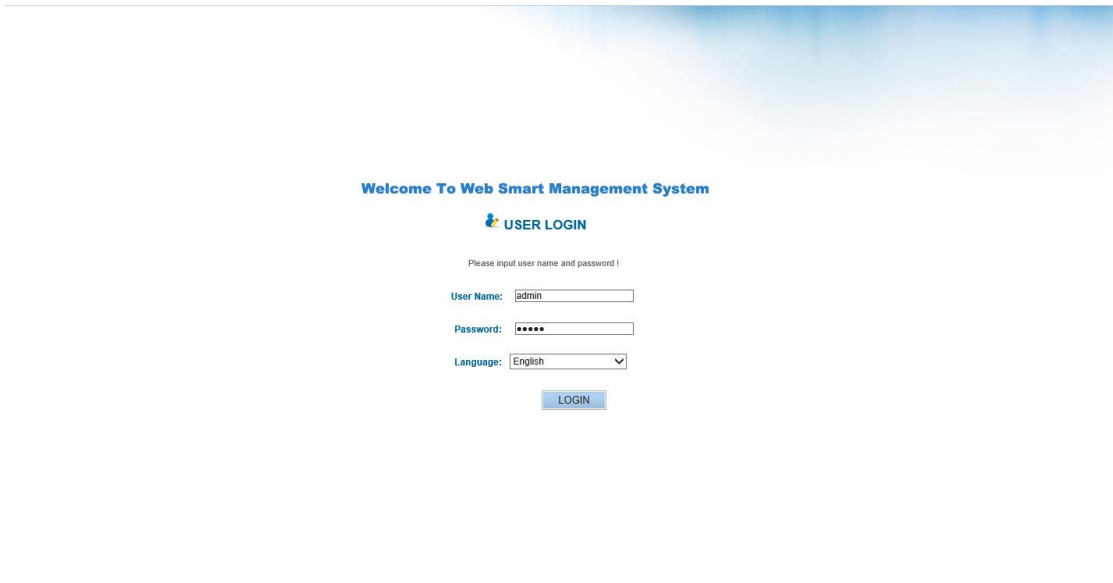 Welcome To Web Smart Management System
USER LOGIN
Please input user name and password !
User Name: admin
Password: •••••
Language: English
LOGIN